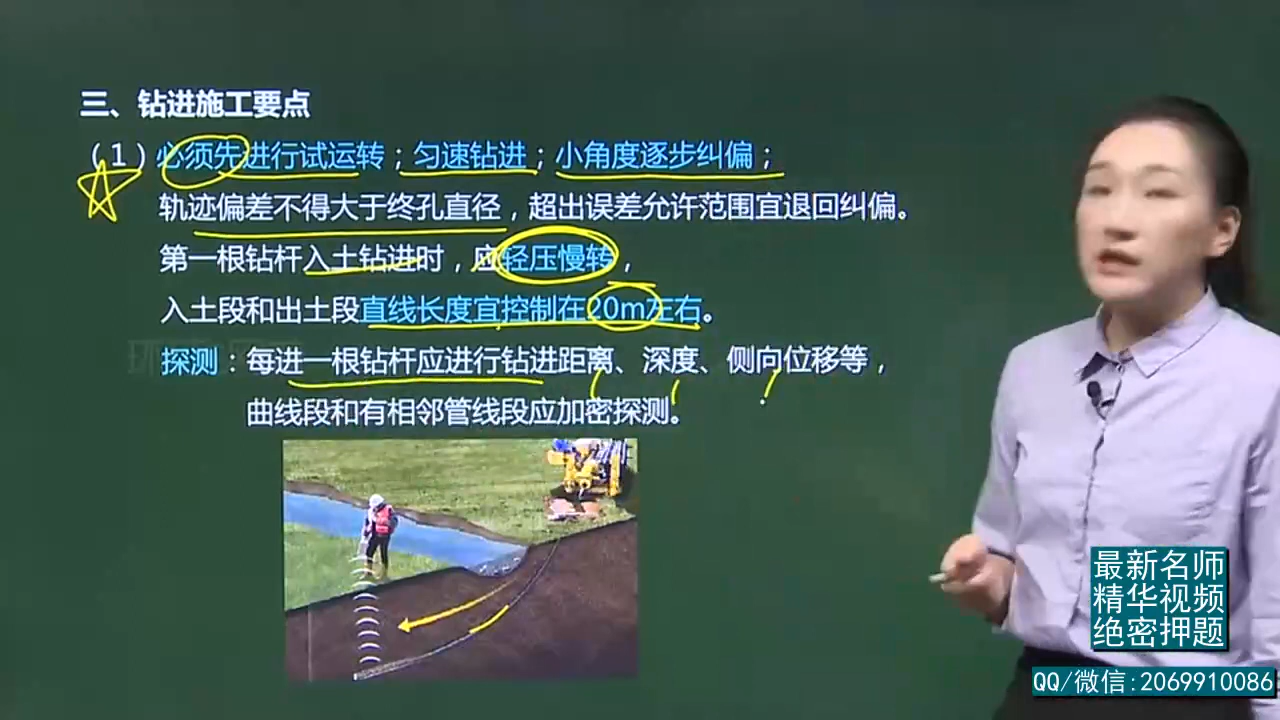 三、钻进施工要点
（1）必须先进行试运转；匀速钻进；小角度逐步纠偏；
轨迹偏差不得大于终孔直径，超出误差允许范围宜退回纠偏。
第一根钻杆入土钻进时，应轻压慢转，
入土段和出土段直线长度宜控制在20m左右。
探测：每进一根钻杆应进行钻进距离、深度、侧向位移等，
曲线段和有相邻管线段应加密探测。
最新名师
精华视频
绝密押题
QQ/微信:2069910086